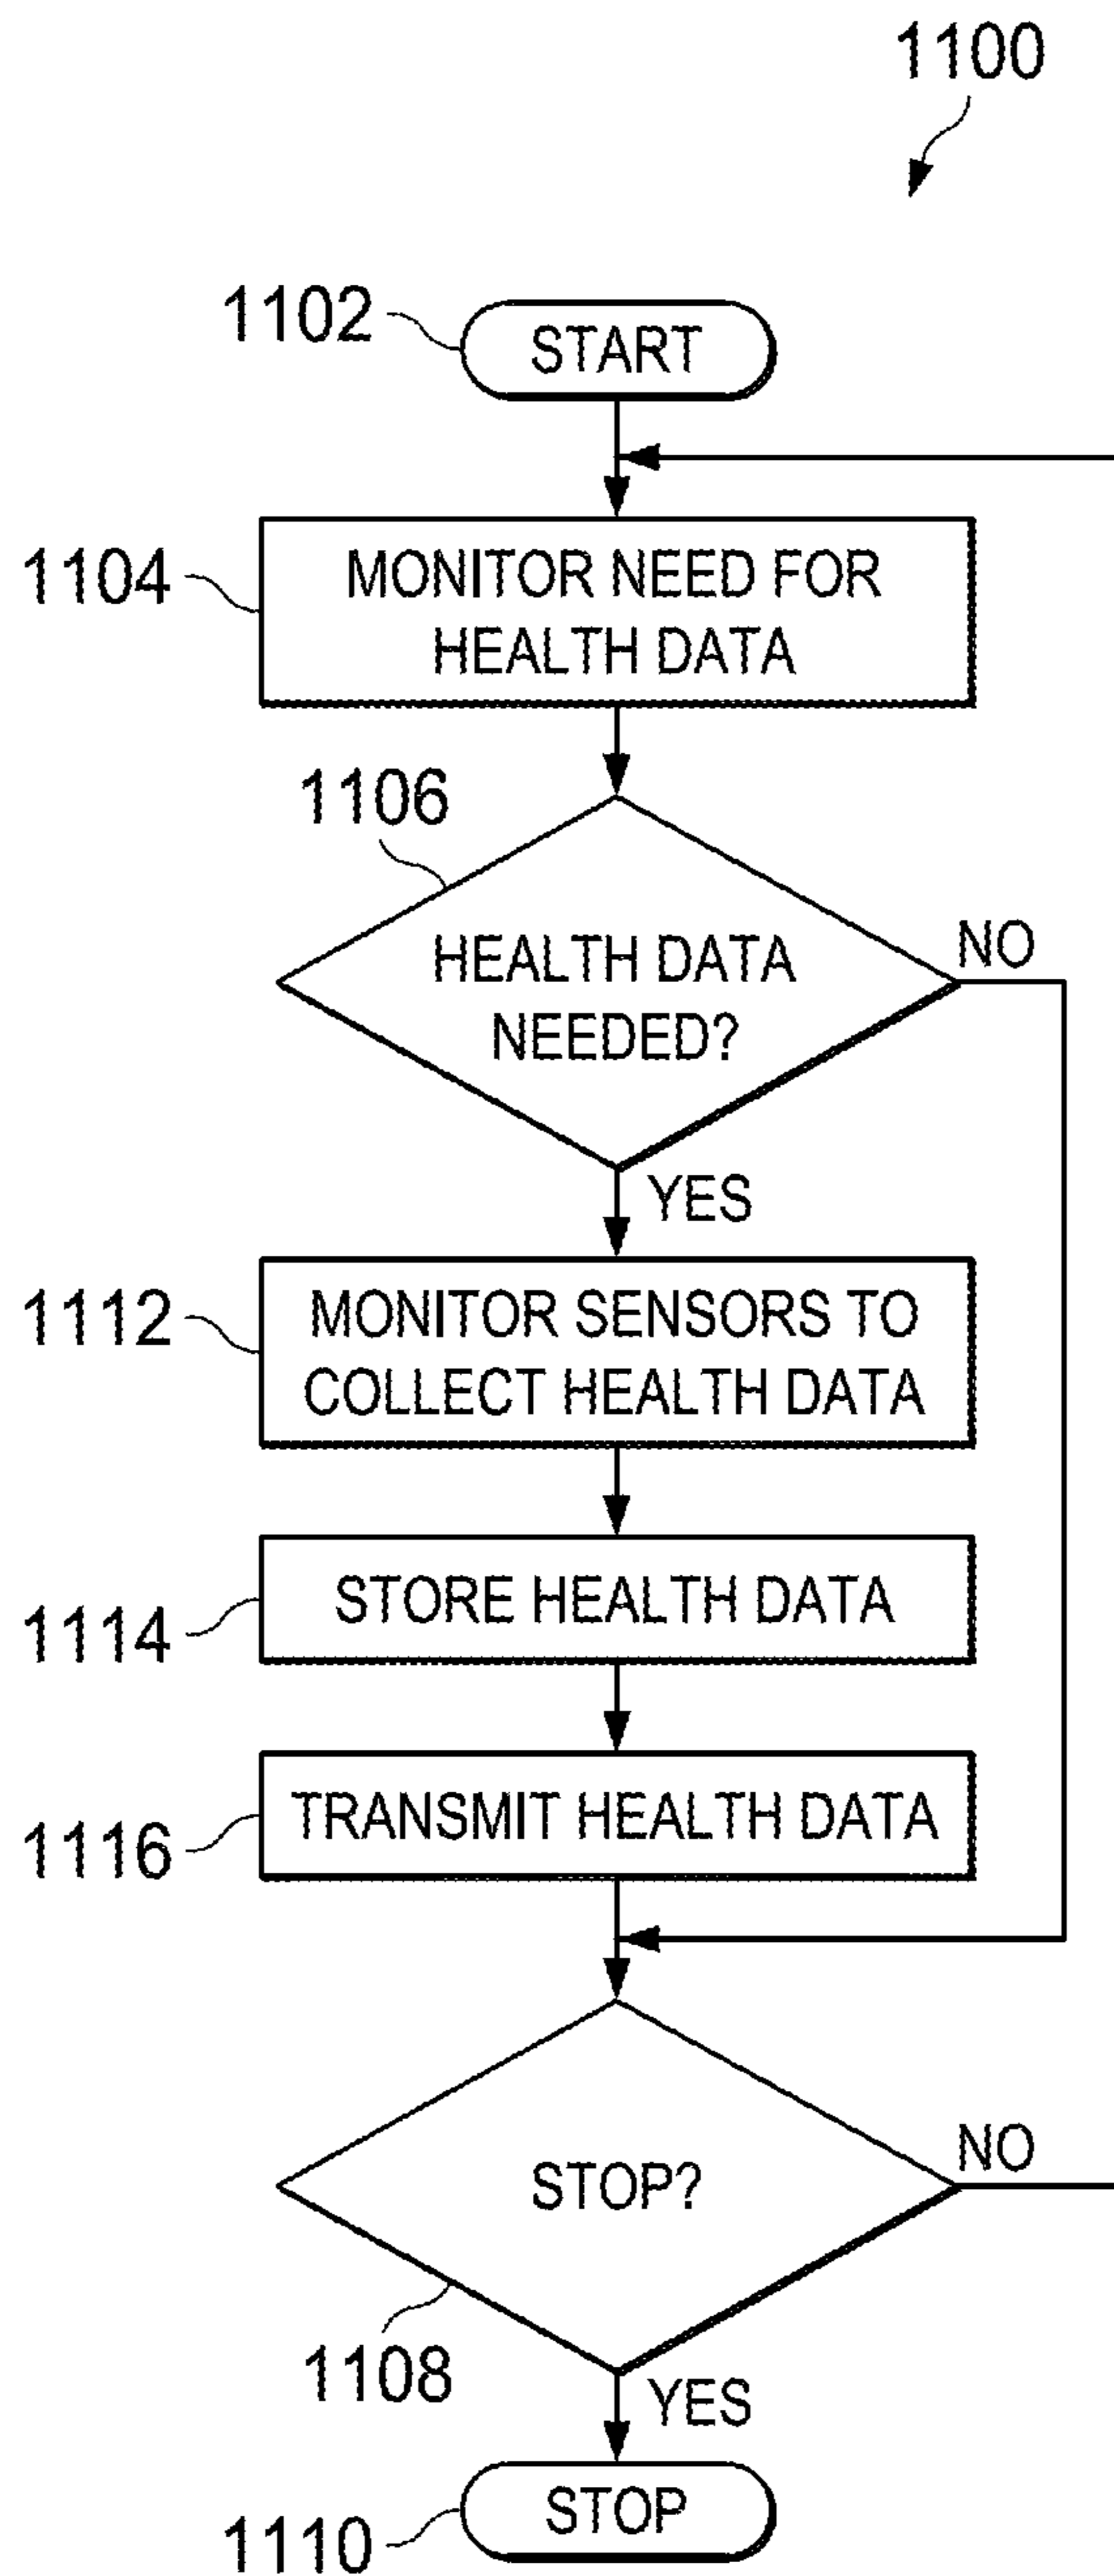 1100
1102
START
1104
MONITOR NEED FOR
HEALTH DATA
1106
HEALTH DATA
NEEDED?
NO
YES
1112
MONITOR SENSORS TO
COLLECT HEALTH DATA
1114
STORE HEALTH DATA
1116
TRANSMIT HEALTH DATA
STOP?
NO
1108
YES
STOP
1110